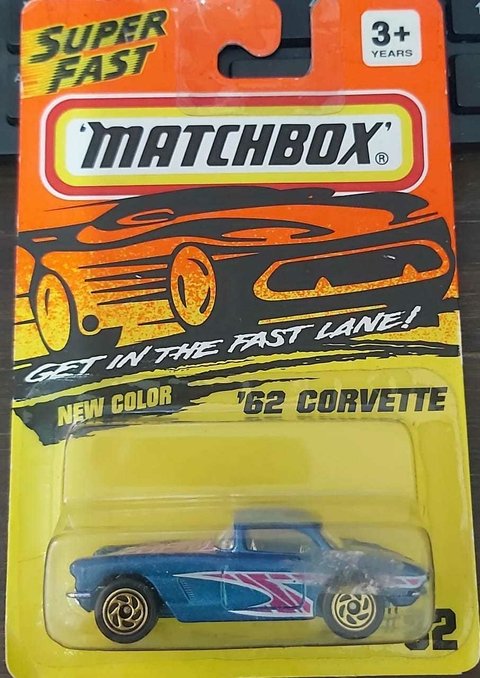 SUPER
FAST
3+
YEARS
'MATCHBOX'®
GET IN THE FAST LANE!
NEW COLOR
'62 CORVETTE